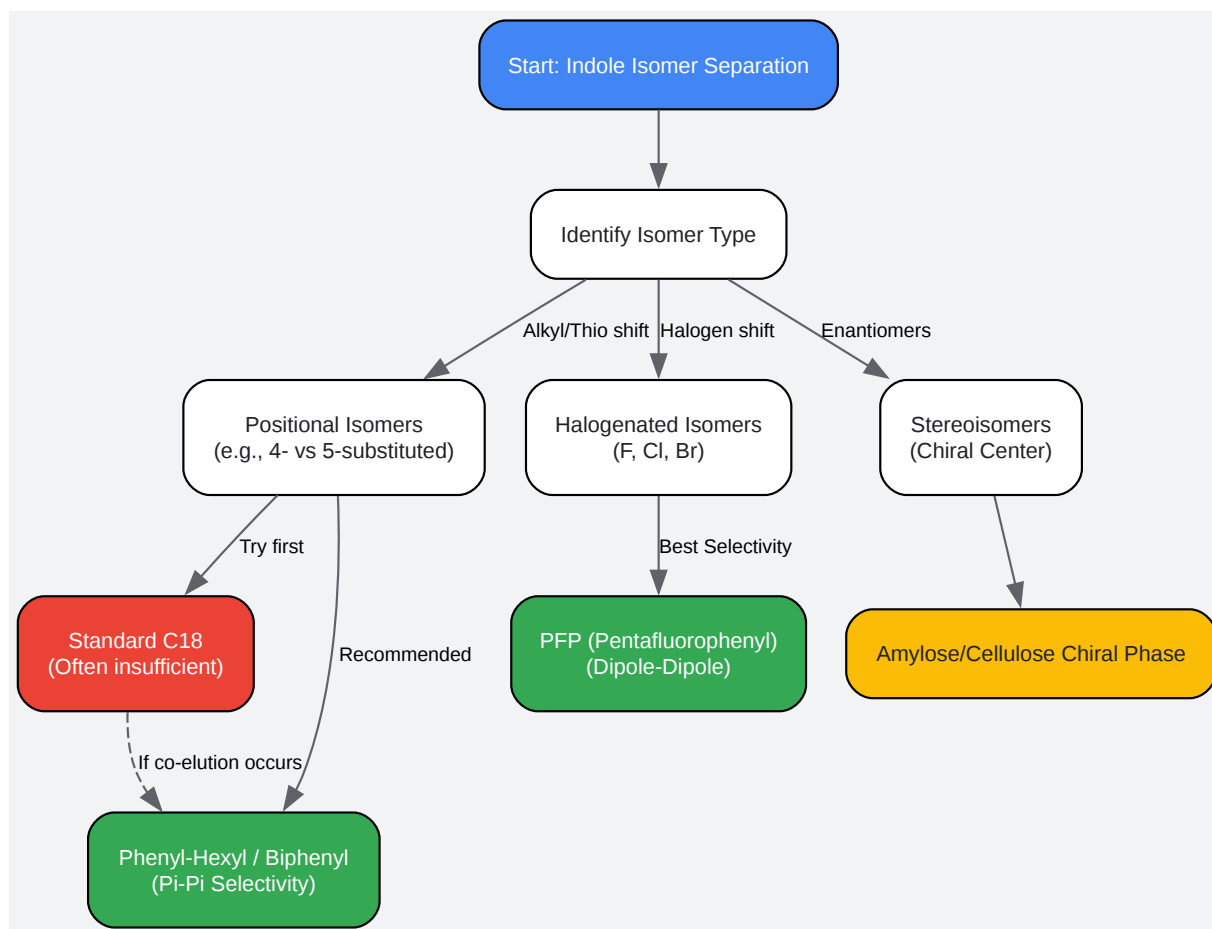 Start: Indole Isomer Separation
Identify Isomer Type
Alkyl/Thio shift
Halogen shift
Enantiomers
Positional Isomers
(e.g., 4- vs 5-substituted)
Halogenated Isomers
(F, Cl, Br)
Stereoisomers
(Chiral Center)
Try first
Best Selectivity
Standard C18
(Often insufficient)
Recommended
PFP (Pentafluorophenyl)
(Dipole-Dipole)
Amylose/Cellulose Chiral Phase
If co-elution occurs
Phenyl-Hexyl / Biphenyl
(Pi-Pi Selectivity)